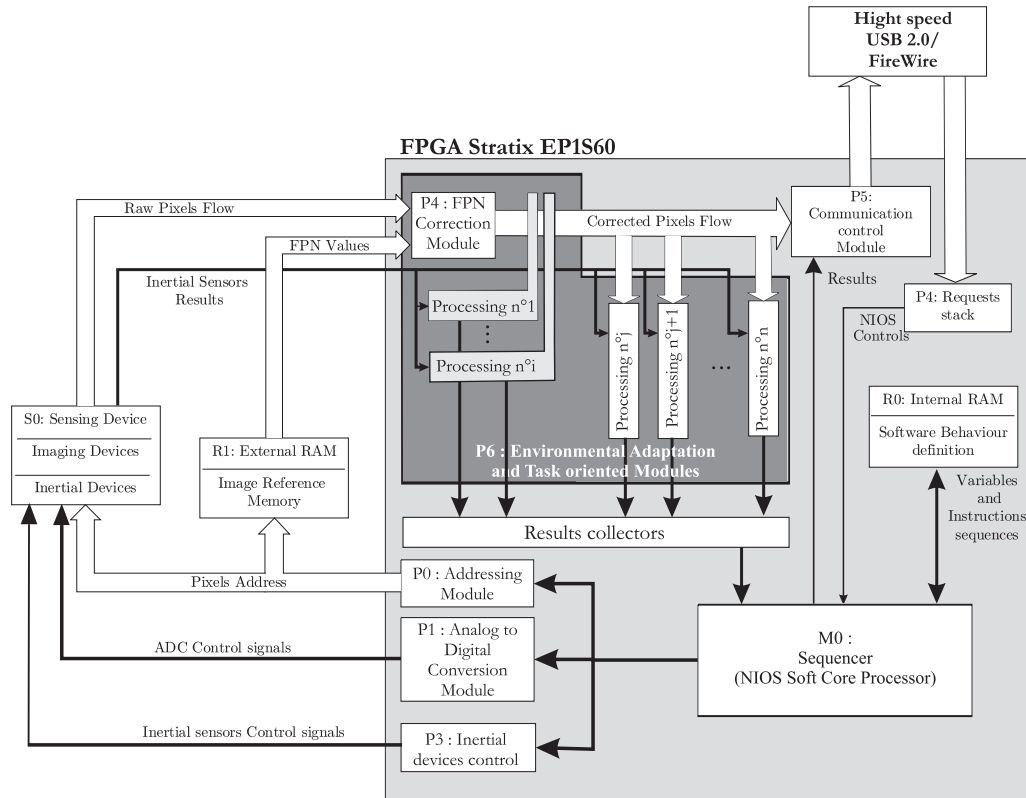 Hight speed
USB 2.0/
FireWire
FPGA Stratix EP1S60
Raw Pixels Flow
P4 : FPN
Correction
Module
Corrected Pixels Flow
P5:
Communication
control
Module
FPN Values
Inertial Sensors
Results
Results
P4: Requests
stack
NIOS
Controls
Processing n°1
Processing n°i
Processing n°j
Processing n°j+1
...
Processing n°n
P6 : Environmental Adaptation
and Task oriented Modules
S0: Sensing Device
Imaging Devices
Inertial Devices
R1: External RAM
Image Reference
Memory
R0: Internal RAM
Software Behaviour
definition
Variables
and
Instructions
sequences
Results collectors
Pixels Address
P0 : Addressing
Module
ADC Control signals
P1 : Analog to
Digital
Conversion
Module
M0 :
Sequencer
(NIOS Soft Core Processor)
Inertial sensors Control signals
P3 : Inertial
devices control